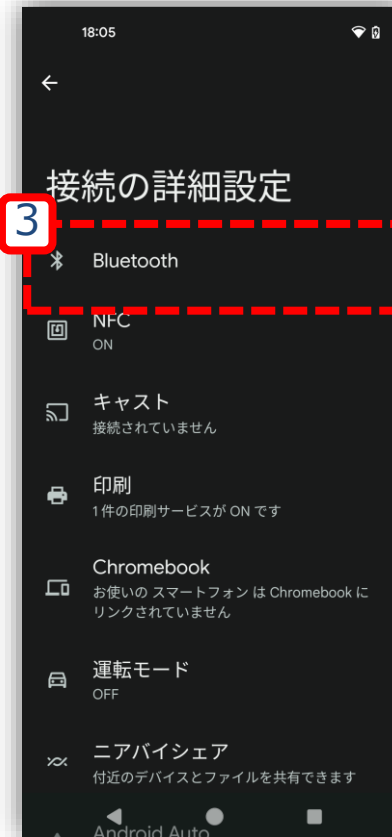 18:05
接続の詳細設定
3
Bluetooth
NFC
ON
キャスト
接続されていません
印刷
1件の印刷サービスが ON です
Chromebook
お使いの スマートフォン は Chromebook に
リンクされていません
運転モード
OFF
ニアバイシェア
付近のデバイスとファイルを共有できます
Android Auto